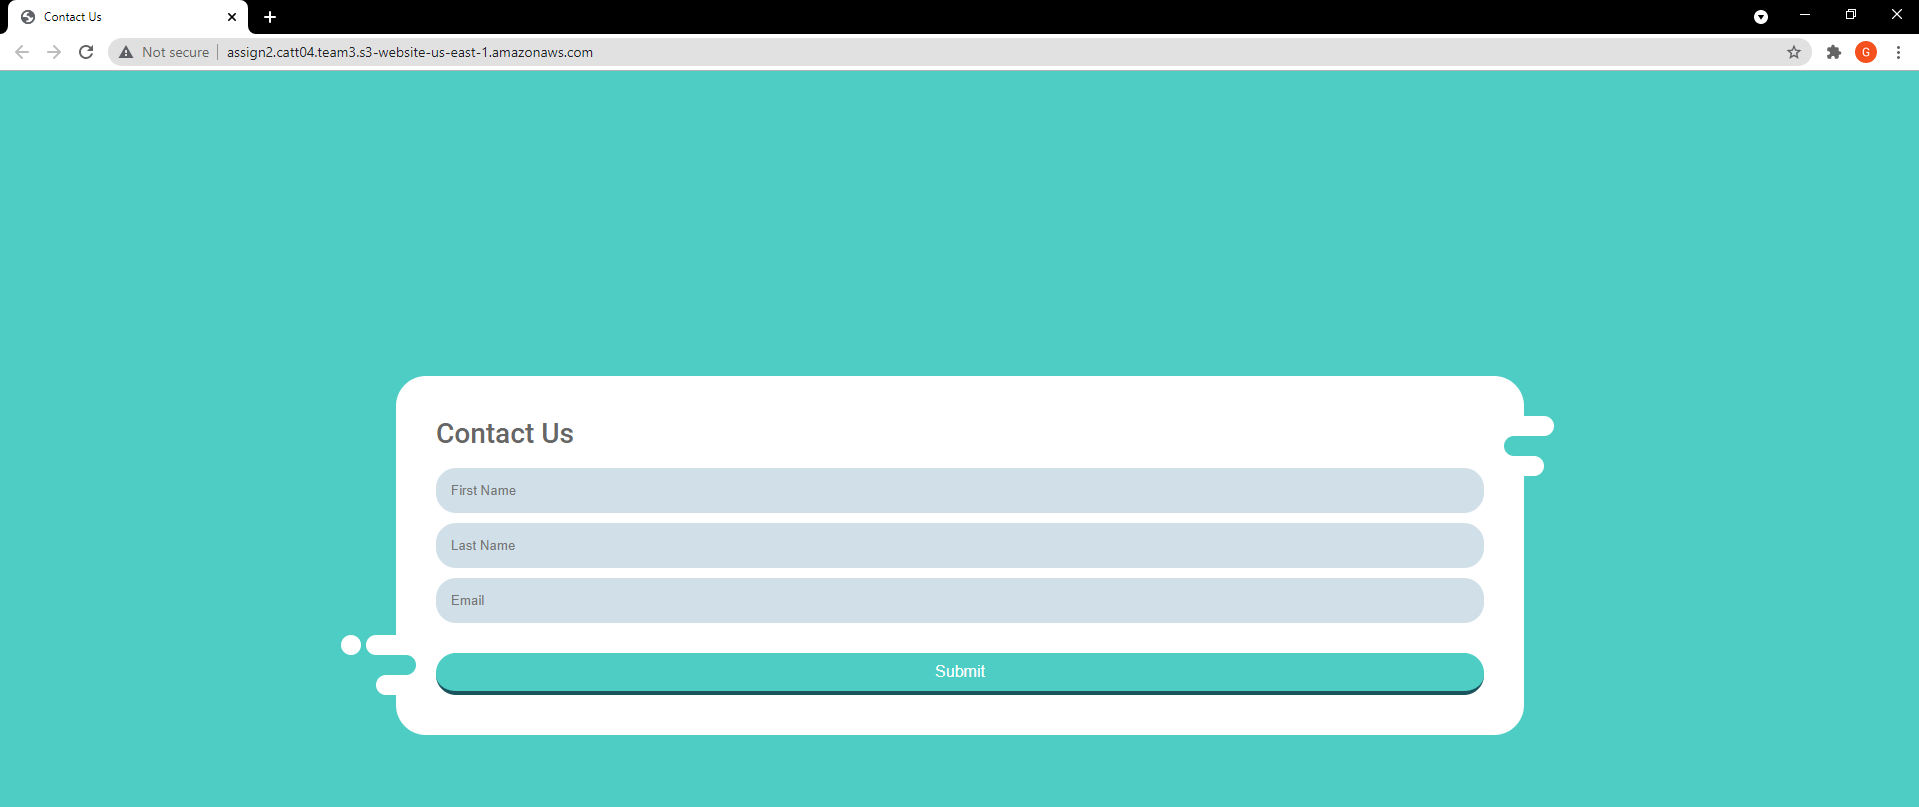 Contact Us
Not secure
assign2.catt04.team3.s3-website-us-east-1.amazonaws.com
G
Contact Us
First Name
Last Name
Email
Submit